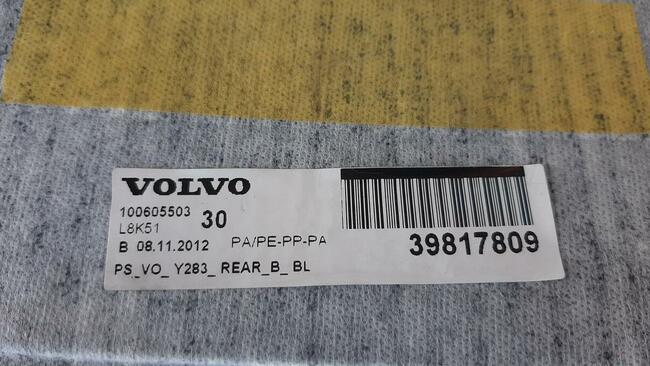 VOLVO
100605503 30
L8K51
B 08.11.2012 PA/PE-PP-PA
39817809
PS_VO_ Y283_ REAR_B_ BL